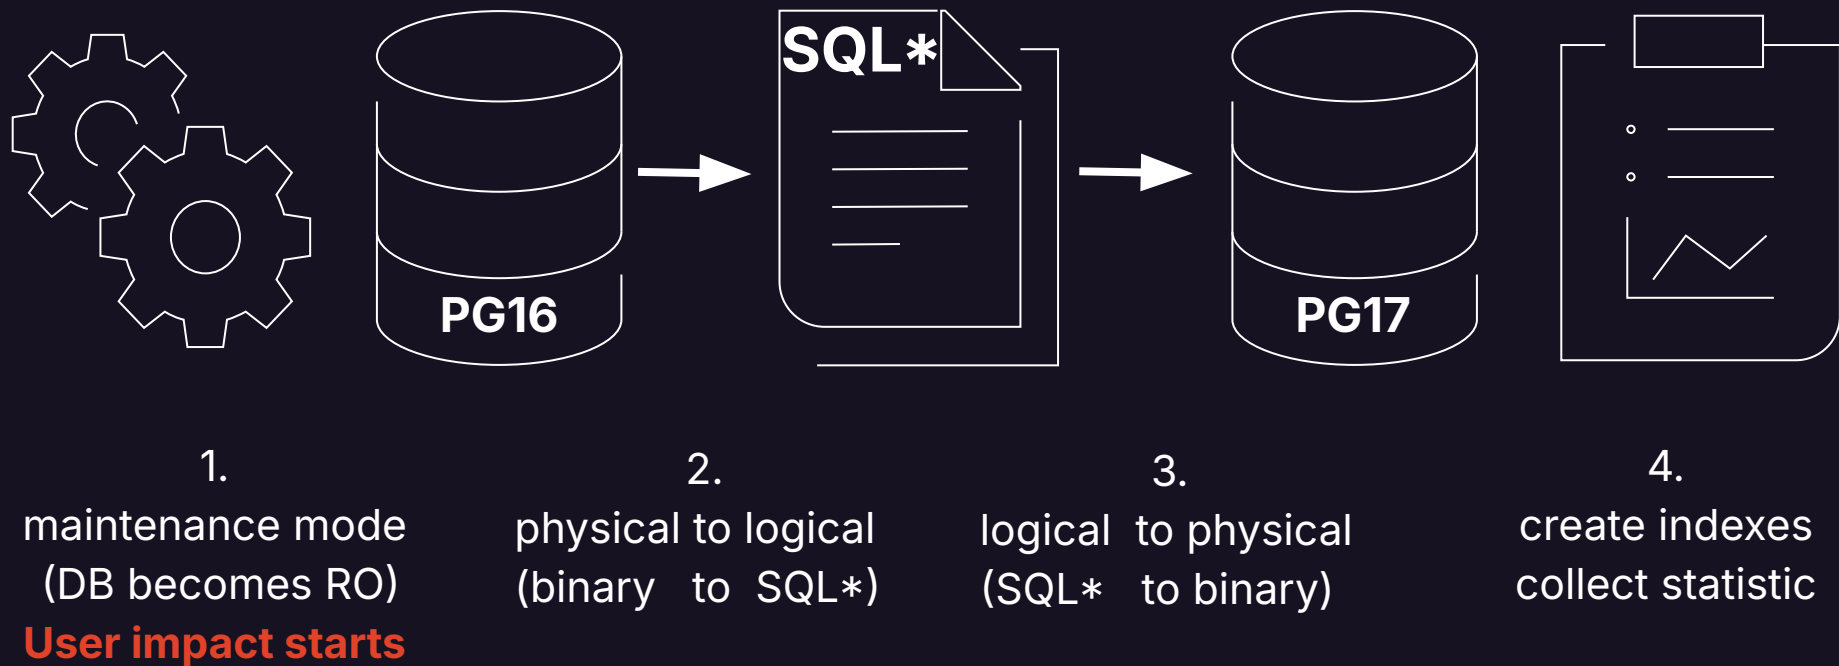 SQL*
PG16
PG17
1.
maintenance mode
(DB becomes RO)
User impact starts
2.
physical to logical
(binary to SQL*)
3.
logical to physical
(SQL* to binary)
4.
create indexes
collect statistic